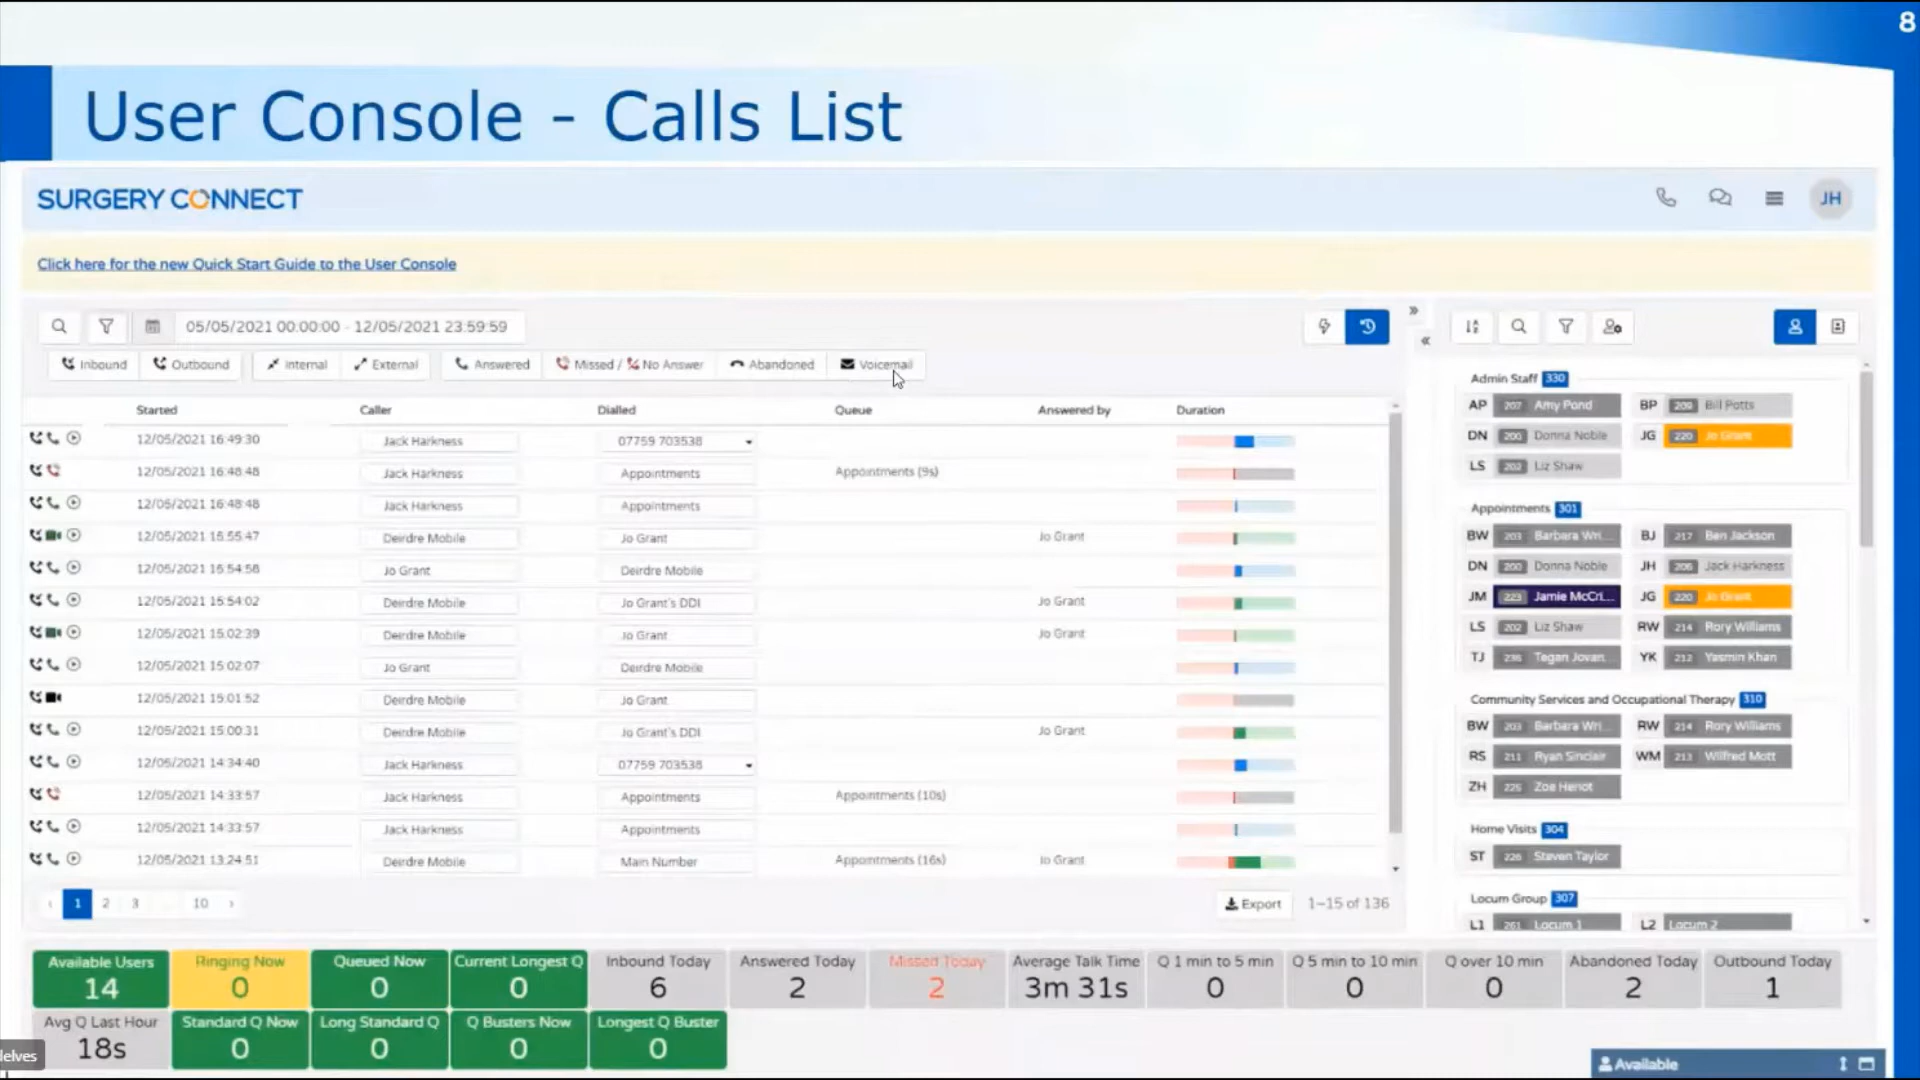 8
User Console - Calls List
SURGERY CONNECT
JH
Click here for the new Quick Start Guide to the User Console
05/05/2021 00:00:00 - 12/05/2021 23:59:59
Inbound Outbound Internal External Answered Missed / No Answer Abandoned Voicemail
Started Caller Dialled Queue Answered by Duration
12/05/2021 16:49:30 Jack Harkness 07759 703538
12/05/2021 16:48:48 Jack Harkness Appointments Appointments (9s)
12/05/2021 16:48:48 Jack Harkness Appointments
12/05/2021 15:55:47 Deirdre Mobile Jo Grant Jo Grant
12/05/2021 15:54:58 Jo Grant Deirdre Mobile
12/05/2021 15:54:02 Deirdre Mobile Jo Grant's DDI Jo Grant
12/05/2021 15:02:39 Deirdre Mobile Jo Grant Jo Grant
12/05/2021 15:02:07 Jo Grant Deirdre Mobile
12/05/2021 15:01:52 Deirdre Mobile Jo Grant
12/05/2021 15:00:31 Deirdre Mobile Jo Grant's DDI Jo Grant
12/05/2021 14:34:40 Jack Harkness 07759 703538
12/05/2021 14:33:57 Jack Harkness Appointments Appointments (10s)
12/05/2021 14:33:57 Jack Harkness Appointments
12/05/2021 13:24:51 Deirdre Mobile Main Number Appointments (16s) Jo Grant
1 2 3 ... 10
Export 1-15 of 136
Admin Staff 330
AP 207 Amy Pond BP 209 Bill Potts
DN 200 Donna Noble JG 220 Jo Grant
LS 202 Liz Shaw
Appointments 301
BW 203 Barbara Wri... BJ 217 Ben Jackson
DN 200 Donna Noble JH 206 Jack Harkness
JM 223 Jamie McCri... JG 220 Jo Grant
LS 202 Liz Shaw RW 214 Rory Williams
TJ 236 Tegan Jovan... YK 212 Yasmin Khan
Community Services and Occupational Therapy 310
BW 203 Barbara Wri... RW 214 Rory Williams
RS 211 Ryan Sinclair WM 213 Wilfred Mott
ZH 225 Zoe Heriot
Home Visits 304
ST 226 Steven Taylor
Locum Group 307
L1 261 Locum 1 L2 Locum 2
Available Users Ringing Now Queued Now Current Longest Q Inbound Today Answered Today Missed Today Average Talk Time Q 1 min to 5 min Q 5 min to 10 min Q over 10 min Abandoned Today Outbound Today
14 0 0 0 6 2 2 3m 31s 0 0 0 2 1
Avg Q Last Hour Standard Q Now Long Standard Q Q Busters Now Longest Q Buster
18s 0 0 0 0
delves
Available